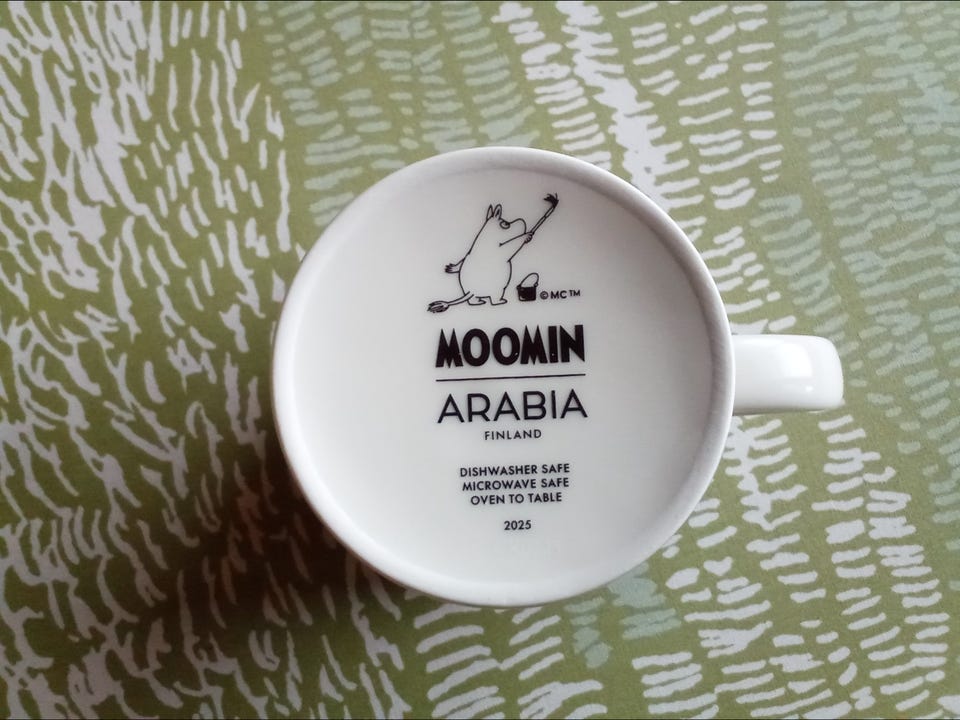 © MC™
MOOMIN
ARABIA
FINLAND
DISHWASHER SAFE
MICROWAVE SAFE
OVEN TO TABLE
2025